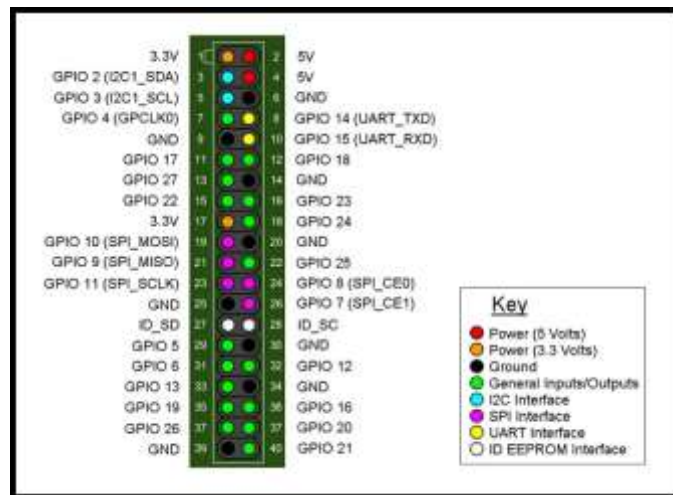 3.3V 1 2 5V
GPIO 2 (I2C1_SDA) 3 4 5V
GPIO 3 (I2C1_SCL) 5 6 GND
GPIO 4 (GPCLK0) 7 8 GPIO 14 (UART_TXD)
GND 9 10 GPIO 15 (UART_RXD)
GPIO 17 11 12 GPIO 18
GPIO 27 13 14 GND
GPIO 22 15 16 GPIO 23
3.3V 17 18 GPIO 24
GPIO 10 (SPI_MOSI) 19 20 GND
GPIO 9 (SPI_MISO) 21 22 GPIO 25
GPIO 11 (SPI_SCLK) 23 24 GPIO 8 (SPI_CE0)
GND 25 26 GPIO 7 (SPI_CE1)
ID_SD 27 28 ID_SC
GPIO 5 29 30 GND
GPIO 6 31 32 GPIO 12
GPIO 13 33 34 GND
GPIO 19 35 36 GPIO 16
GPIO 26 37 37 GPIO 20
GND 39 40 GPIO 21
Key
Power (5 Volts)
Power (3.3 Volts)
Ground
General Inputs/Outputs
I2C Interface
SPI Interface
UART Interface
ID EEPROM Interface